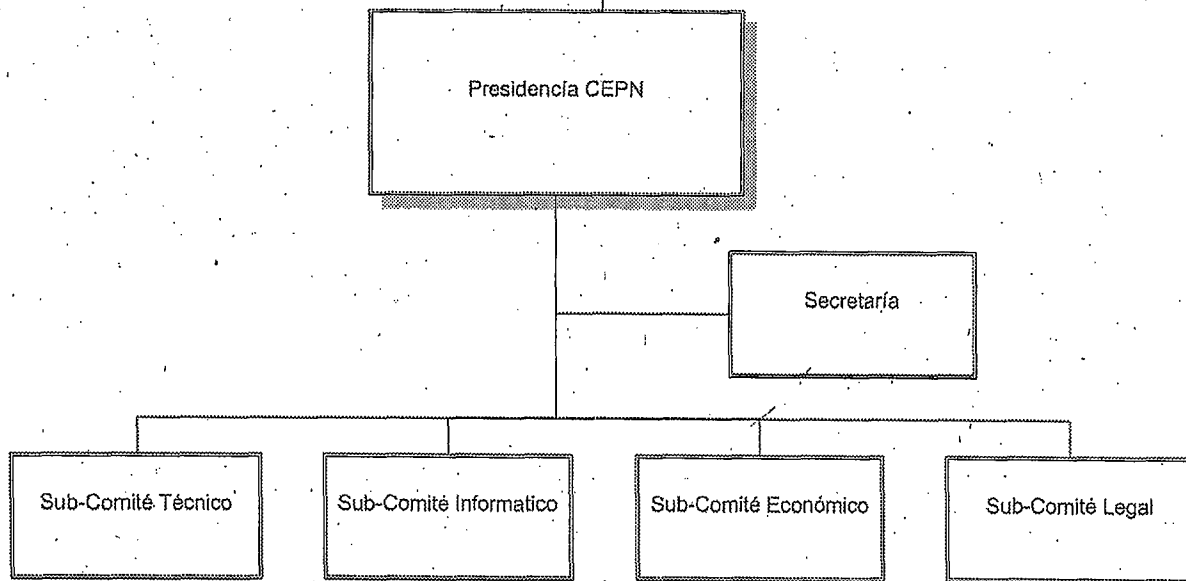 Presidencia CEPN
Secretaría
Sub-Comité Técnico
Sub-Comité Informatico
Sub-Comité Económico
Sub-Comité Legal